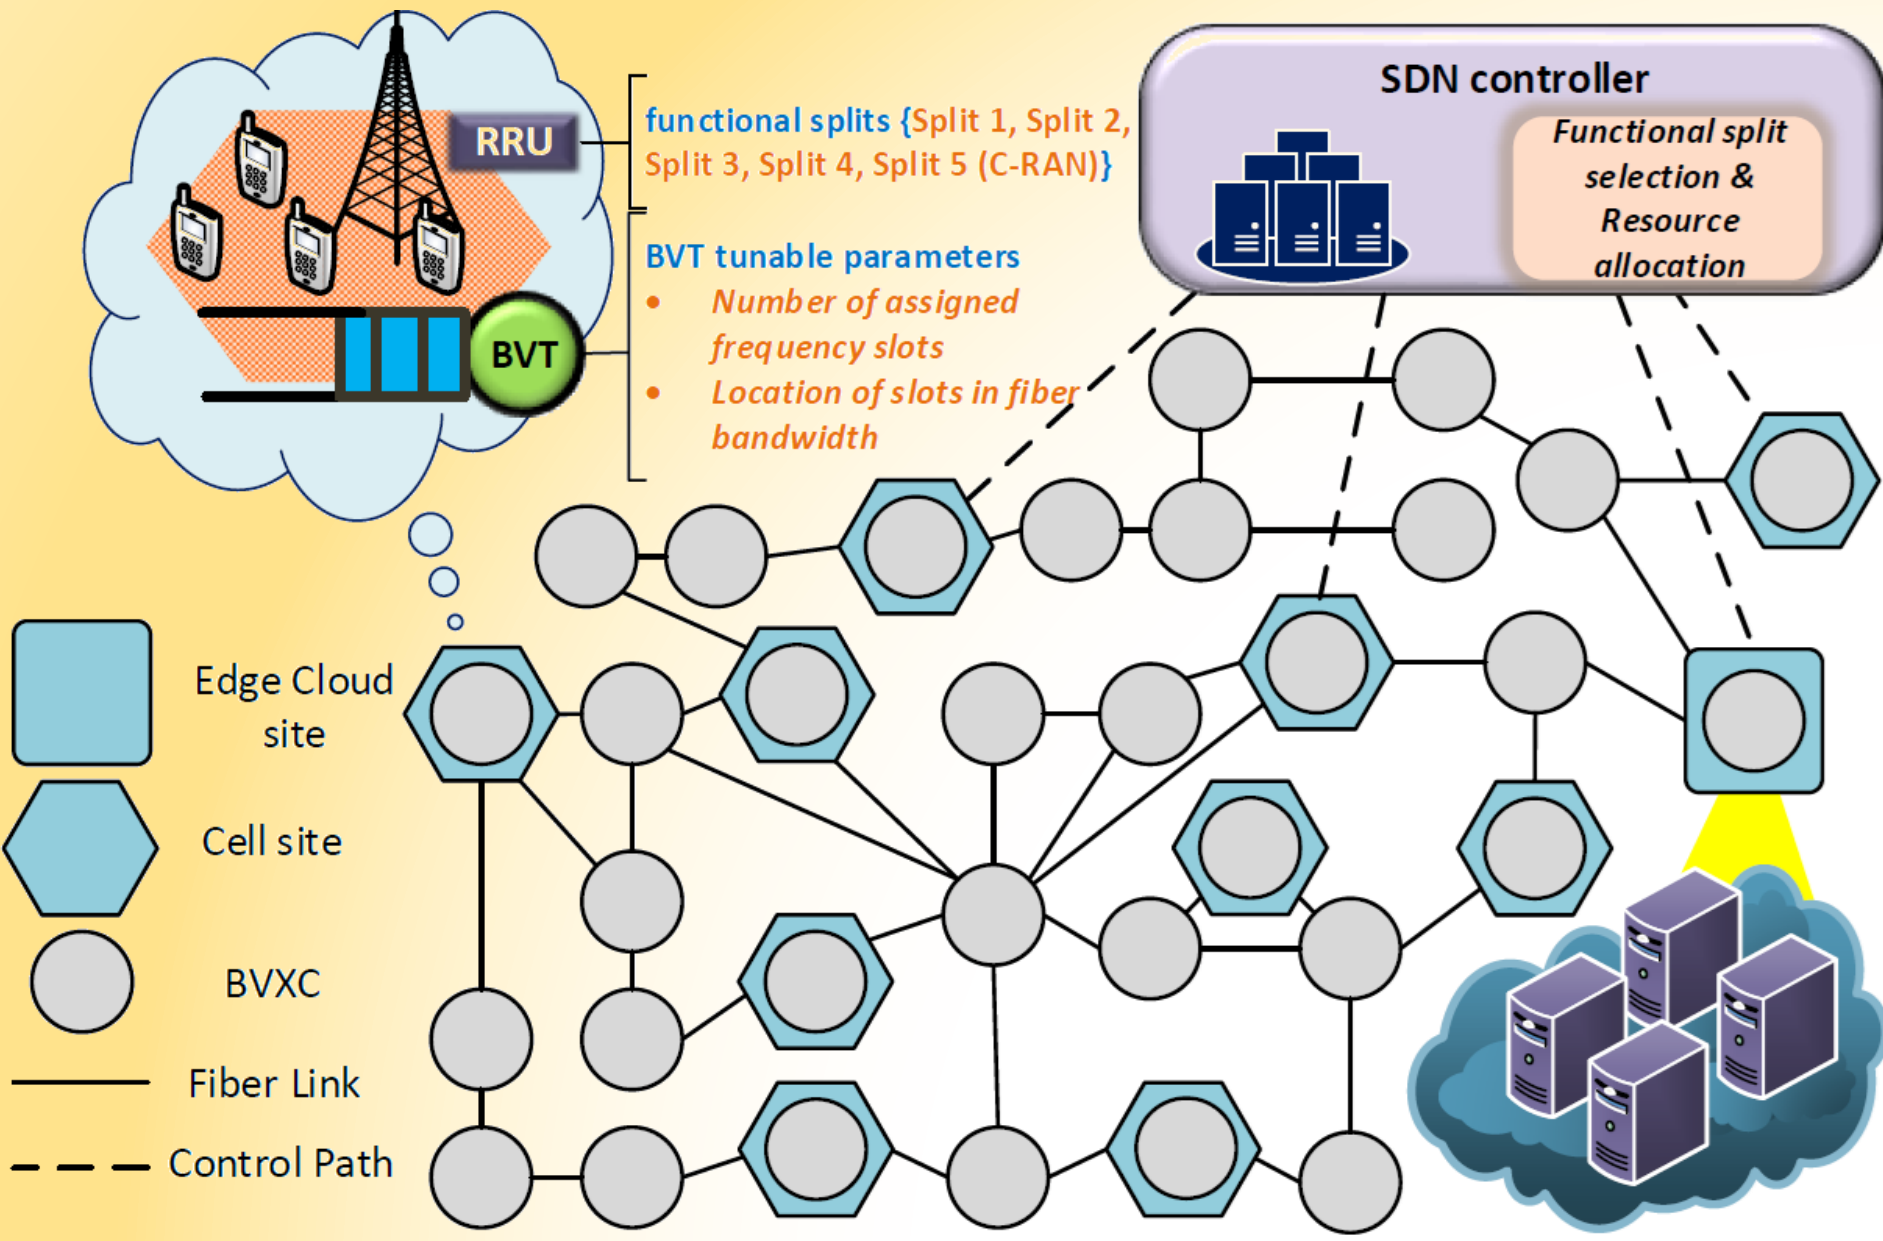 RRU
functional splits {Split 1, Split 2,
Split 3, Split 4, Split 5 (C-RAN)}
BVT
BVT tunable parameters
• Number of assigned
frequency slots
• Location of slots in fiber
bandwidth
SDN controller
Functional split
selection &
Resource
allocation
Edge Cloud
site
Cell site
BVXC
Fiber Link
Control Path